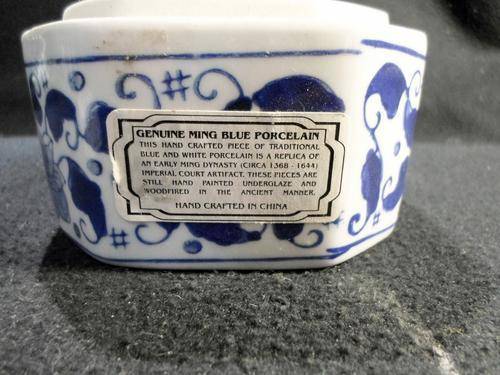 GENUINE MING BLUE PORCELAIN
THIS HAND CRAFTED PIECE OF TRADITIONAL
BLUE AND WHITE PORCELAIN IS A REPLICA OF
AN EARLY MING DYNASTY (CIRCA 1368 - 1644)
IMPERIAL COURT ARTIFACT. THESE PIECES ARE
STILL HAND PAINTED UNDERGLAZE AND
WOODFIRED IN THE ANCIENT MANNER.
HAND CRAFTED IN CHINA